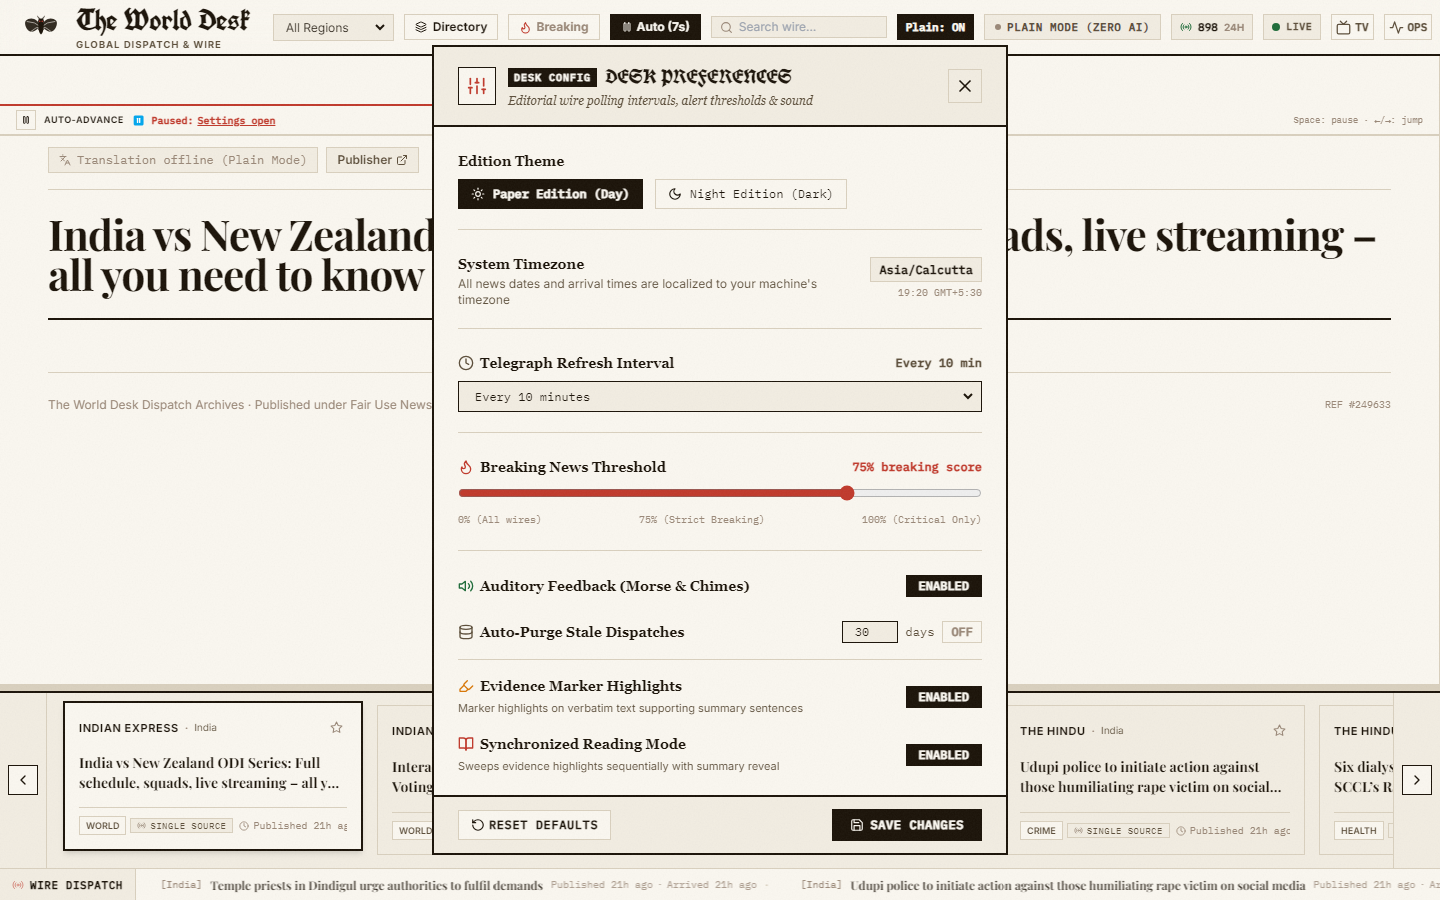 The World Desk
GLOBAL DISPATCH & WIRE
All Regions
Directory
Breaking
Auto (7s)
Search wire...
Plain: ON
PLAIN MODE (ZERO AI)
898 24H
LIVE
TV
OPS
AUTO-ADVANCE
Paused: Settings open
Space: pause · ←/→: jump
Translation offline (Plain Mode)
Publisher
India vs New Zealand
ads, live streaming –
all you need to know
The World Desk Dispatch Archives · Published under Fair Use News
REF #249633
DESK CONFIG
DESK PREFERENCES
Editorial wire polling intervals, alert thresholds & sound
Edition Theme
Paper Edition (Day)
Night Edition (Dark)
System Timezone
All news dates and arrival times are localized to your machine's
timezone
Asia/Calcutta
19:20 GMT+5:30
Telegraph Refresh Interval
Every 10 min
Every 10 minutes
Breaking News Threshold
75% breaking score
0% (All wires)
75% (Strict Breaking)
100% (Critical Only)
Auditory Feedback (Morse & Chimes)
ENABLED
Auto-Purge Stale Dispatches
30 days OFF
Evidence Marker Highlights
Marker highlights on verbatim text supporting summary sentences
ENABLED
Synchronized Reading Mode
Sweeps evidence highlights sequentially with summary reveal
ENABLED
RESET DEFAULTS
SAVE CHANGES
INDIAN EXPRESS · India
India vs New Zealand ODI Series: Full
schedule, squads, live streaming – all y...
WORLD
SINGLE SOURCE
Published 21h ag
INDIAN
Intera
Voting
WORLD
THE HINDU · India
Udupi police to initiate action against
those humiliating rape victim on social...
CRIME
SINGLE SOURCE
Published 21h ago
THE HINDU
Six dialys
SCCL's R
HEALTH
WIRE DISPATCH
[India] Temple priests in Dindigul urge authorities to fulfil demands Published 21h ago · Arrived 21h ago ·
[India] Udupi police to initiate action against those humiliating rape victim on social media Published 21h ago · Ar